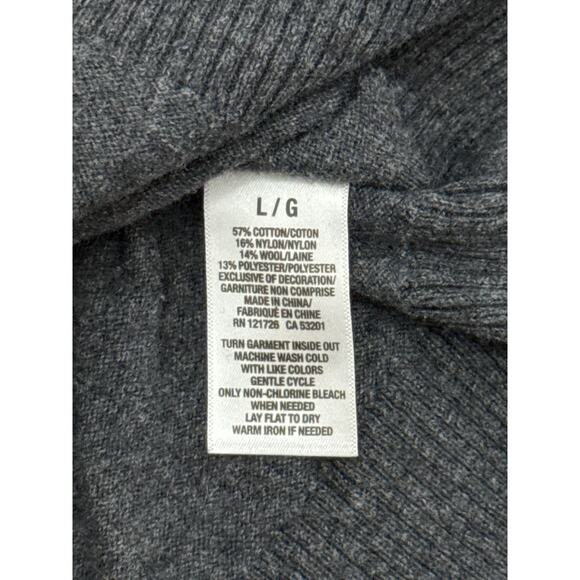 L / G
57% COTTON/COTON
16% NYLON/NYLON
14% WOOL/LAINE
13% POLYESTER/POLYESTER
EXCLUSIVE OF DECORATION/
GARNITURE NON COMPRISE
MADE IN CHINA/
FABRIQUÉ EN CHINE
RN 121726 CA 53201
TURN GARMENT INSIDE OUT
MACHINE WASH COLD
WITH LIKE COLORS
GENTLE CYCLE
ONLY NON-CHLORINE BLEACH
WHEN NEEDED
LAY FLAT TO DRY
WARM IRON IF NEEDED